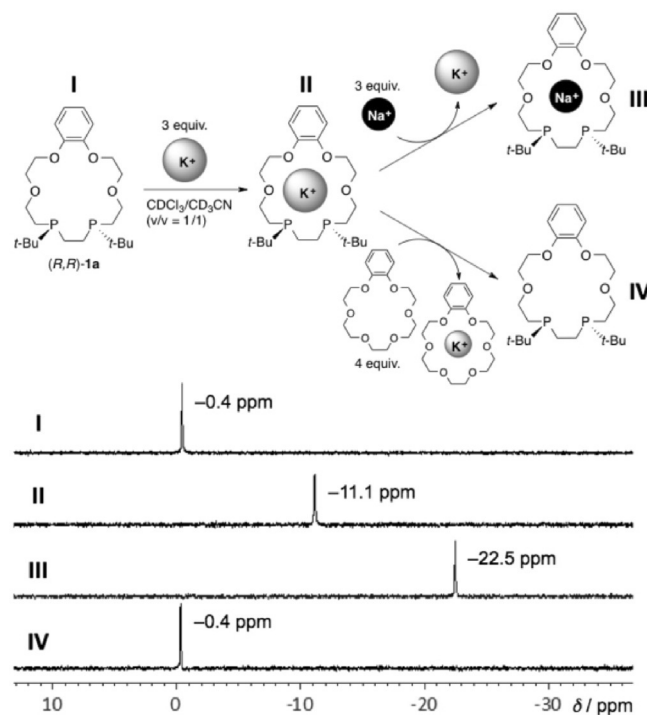 I
II
III
IV
3 equiv.
K+
CDCl3/CD3CN
(v/v = 1/1)
O
O
O
O
P
P
t-Bu
t-Bu
(R,R)-1a
O
O
O
O
K+
P
P
t-Bu
t-Bu
3 equiv.
Na+
K+
O
O
O
O
Na+
P
P
t-Bu
t-Bu
O
O
O
O
O
O
4 equiv.
O
O
O
O
O
O
K+
O
O
O
O
P
P
t-Bu
t-Bu
I
–0.4 ppm
II
–11.1 ppm
III
–22.5 ppm
IV
–0.4 ppm
10 0 -10 -20 -30 δ / ppm